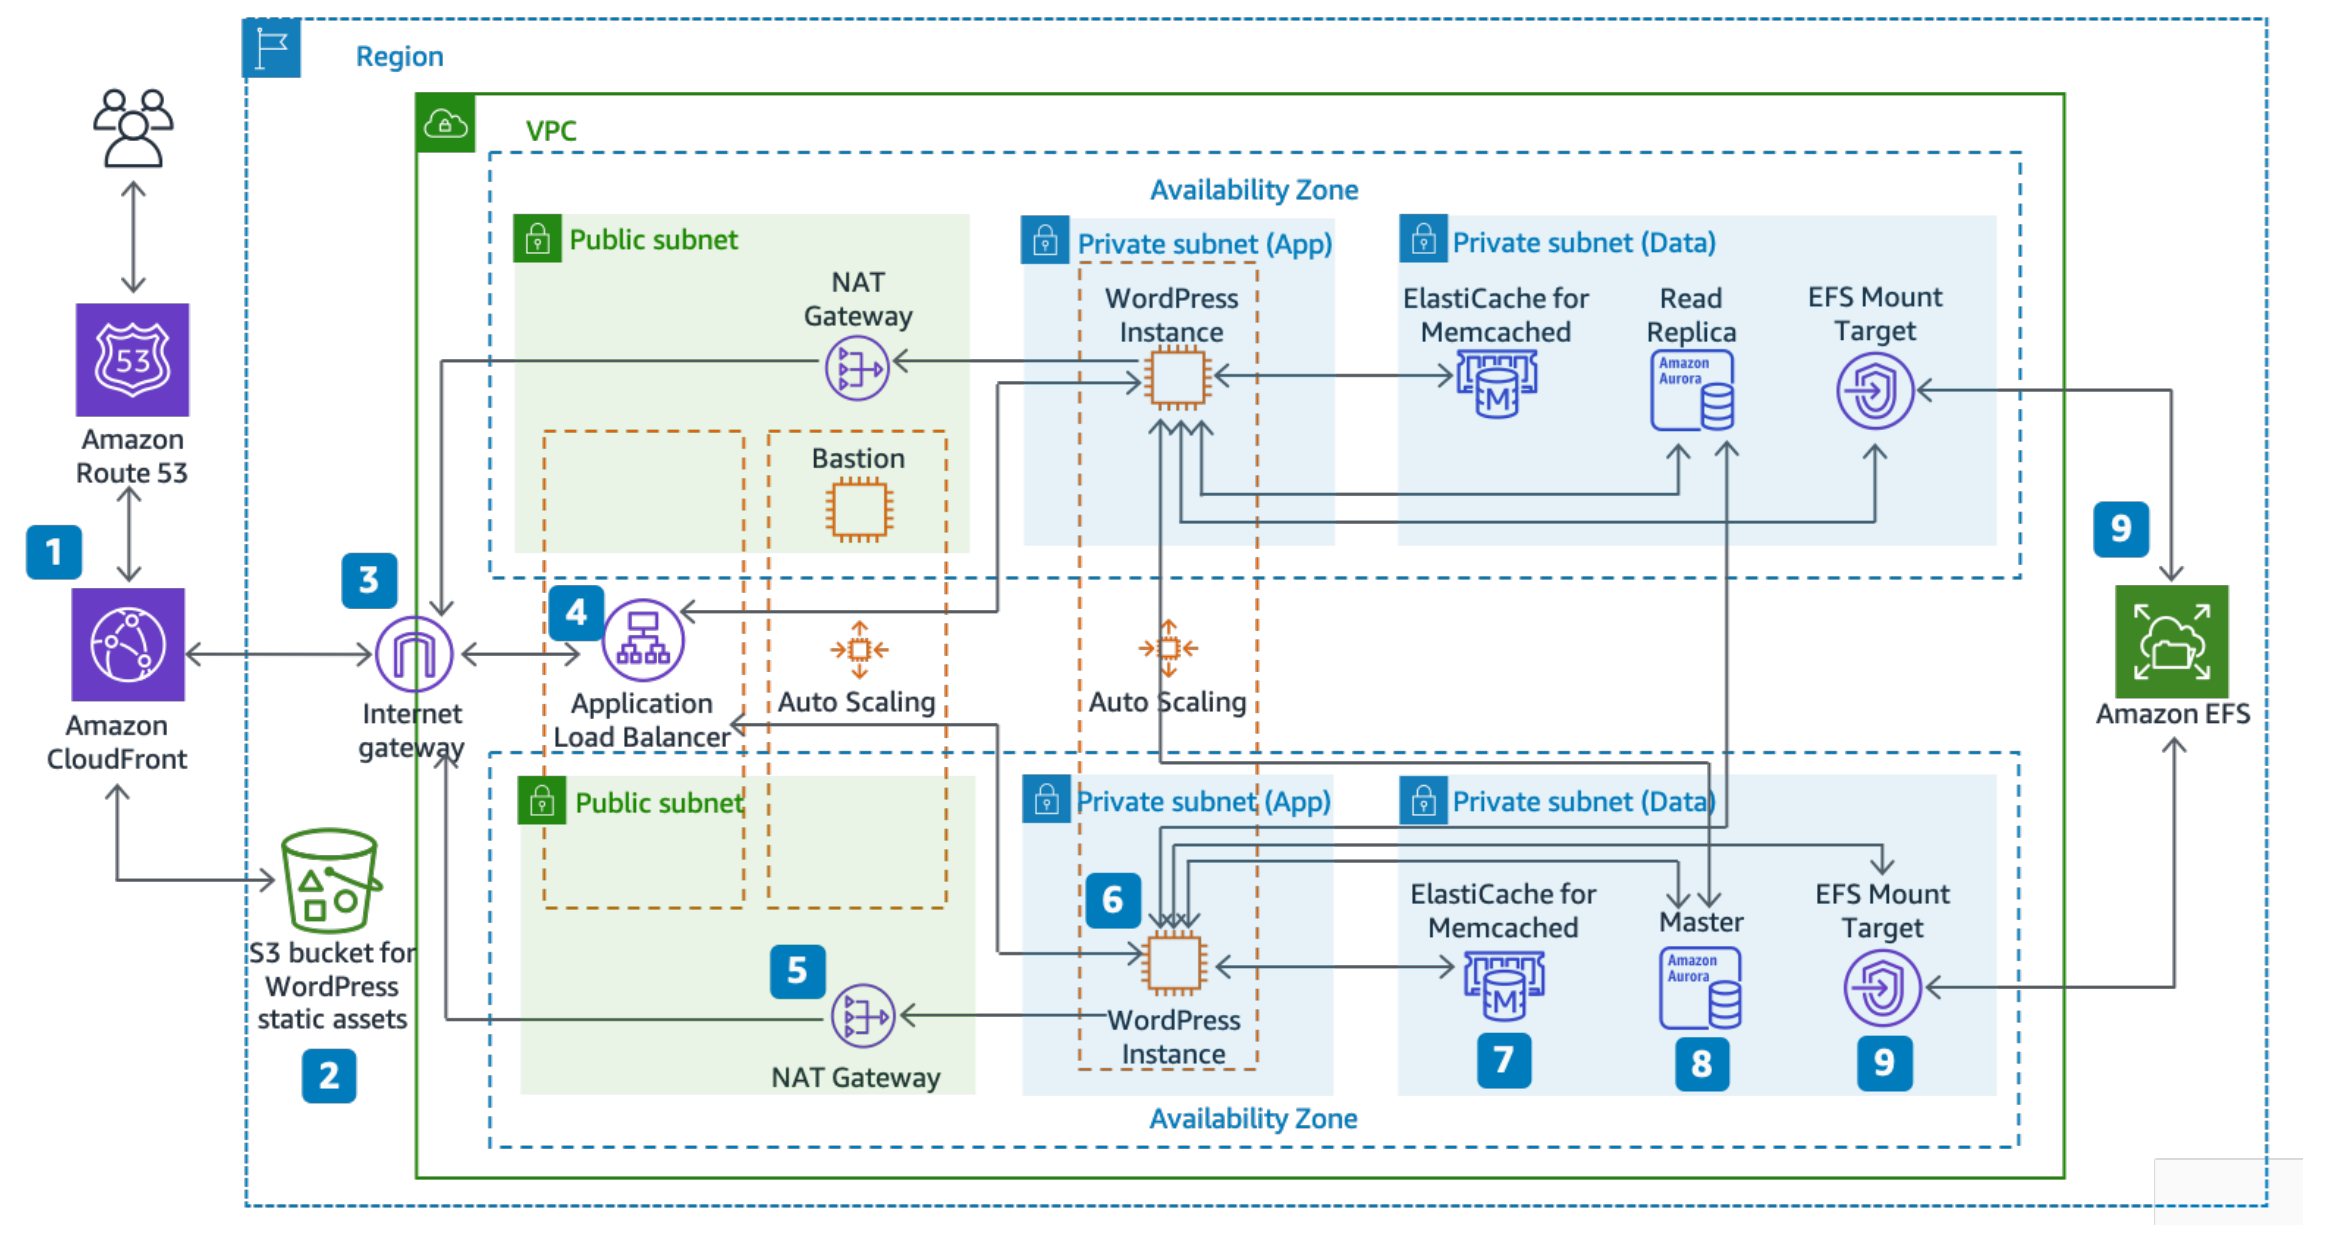 Region
VPC
Availability Zone
Public subnet
Private subnet (App)
Private subnet (Data)
NAT
Gateway
WordPress
Instance
ElastiCache for
Memcached
Read
Replica
EFS Mount
Target
M
Amazon
Aurora
53
Amazon
Route 53
Bastion
1
3
4
9
Application
Load Balancer
Auto Scaling
Auto Scaling
Internet
gateway
Amazon
CloudFront
Amazon EFS
Public subnet
Private subnet (App)
Private subnet (Data)
6
ElastiCache for
Memcached
Master
EFS Mount
Target
S3 bucket for
WordPress
static assets
2
5
NAT Gateway
WordPress
Instance
M
Amazon
Aurora
7
8
9
Availability Zone